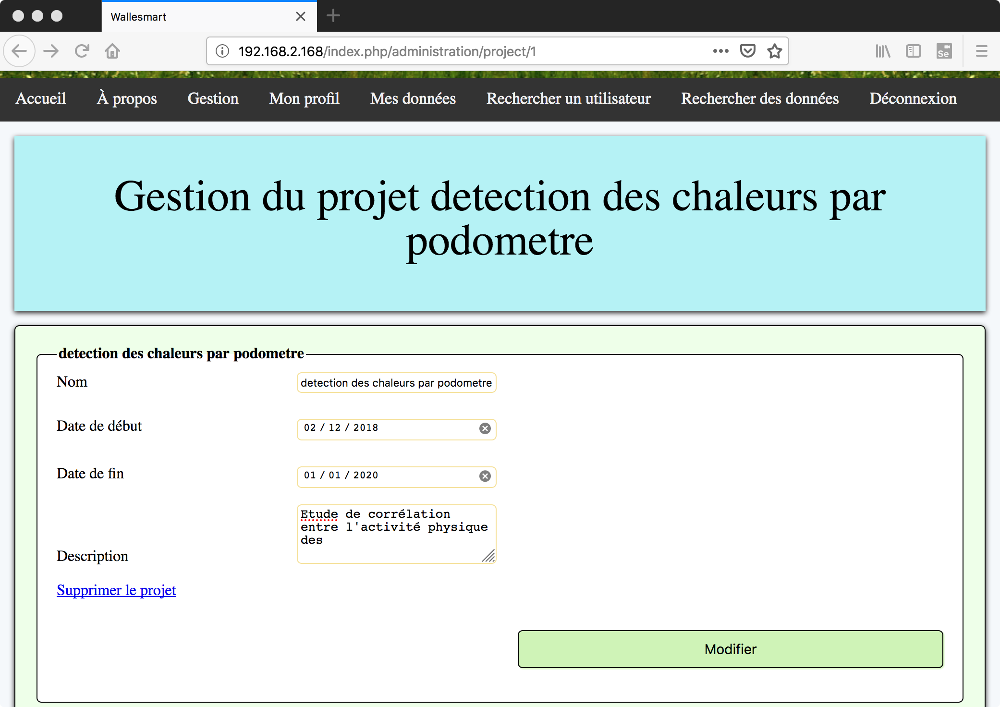 Wallesmart
192.168.2.168/index.php/administration/project/1
Se
Accueil À propos Gestion Mon profil Mes données Rechercher un utilisateur Rechercher des données Déconnexion
Gestion du projet detection des chaleurs par
podometre
detection des chaleurs par podometre
Nom detection des chaleurs par podometre
Date de début 02 / 12 / 2018
Date de fin 01 / 01 / 2020
Etude de corrélation
entre l'activité physique
des
Description
Supprimer le projet
Modifier